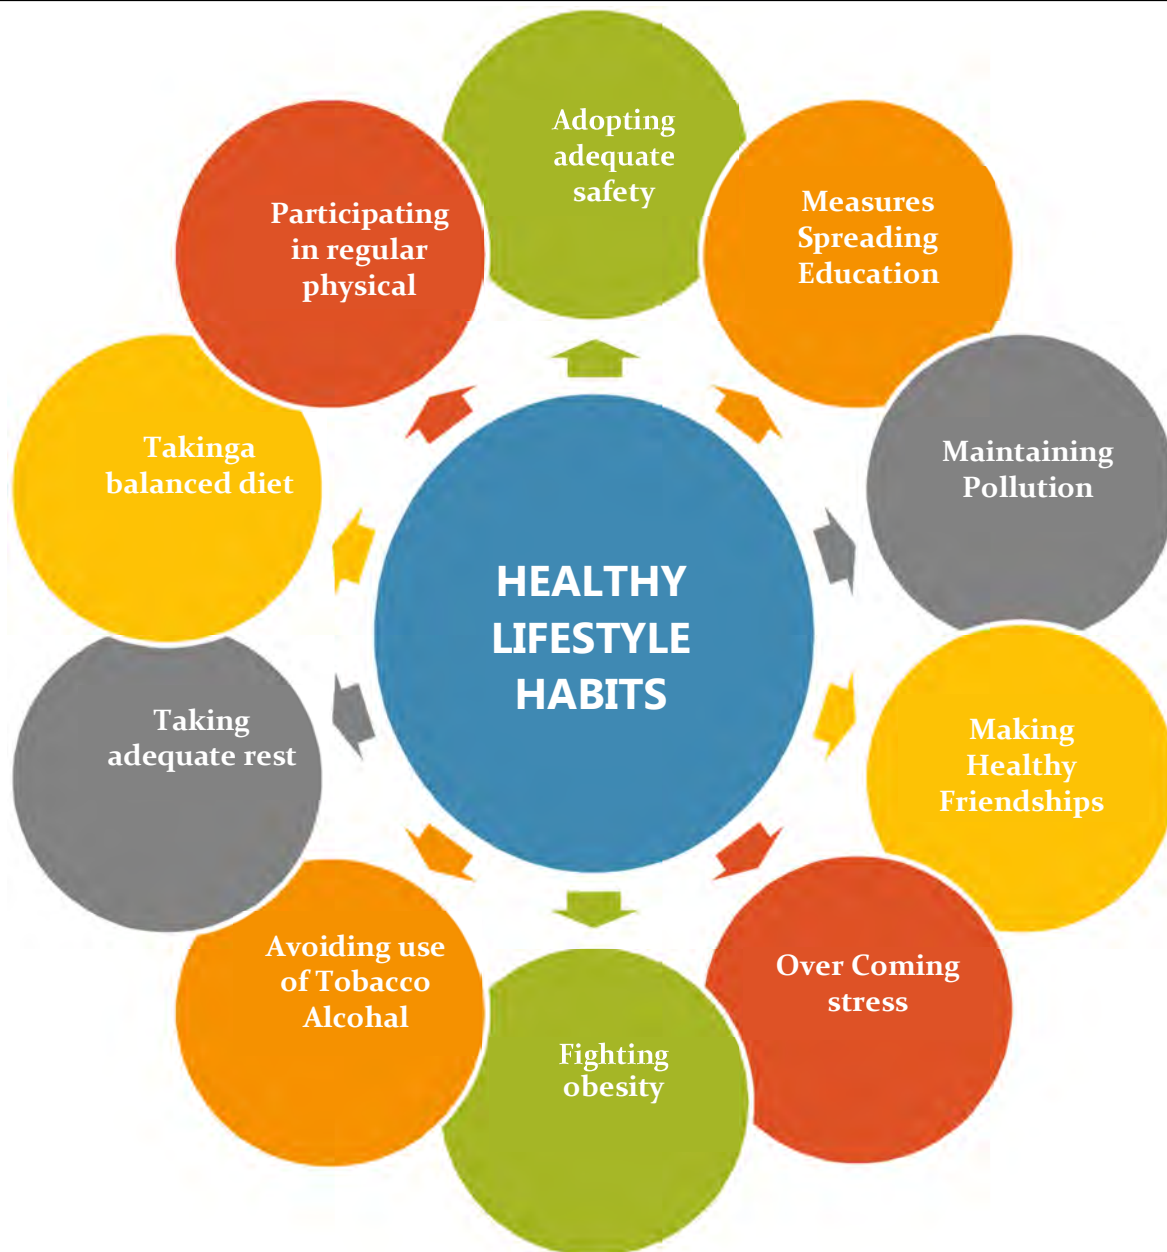 Adopting
adequate
safety
Measures
Spreading
Education
Maintaining
Pollution
Making
Healthy
Friendships
Over Coming
stress
Fighting
obesity
Avoiding use
of Tobacco
Alcohal
Taking
adequate rest
Takinga
balanced diet
Participating
in regular
physical
HEALTHY
LIFESTYLE
HABITS